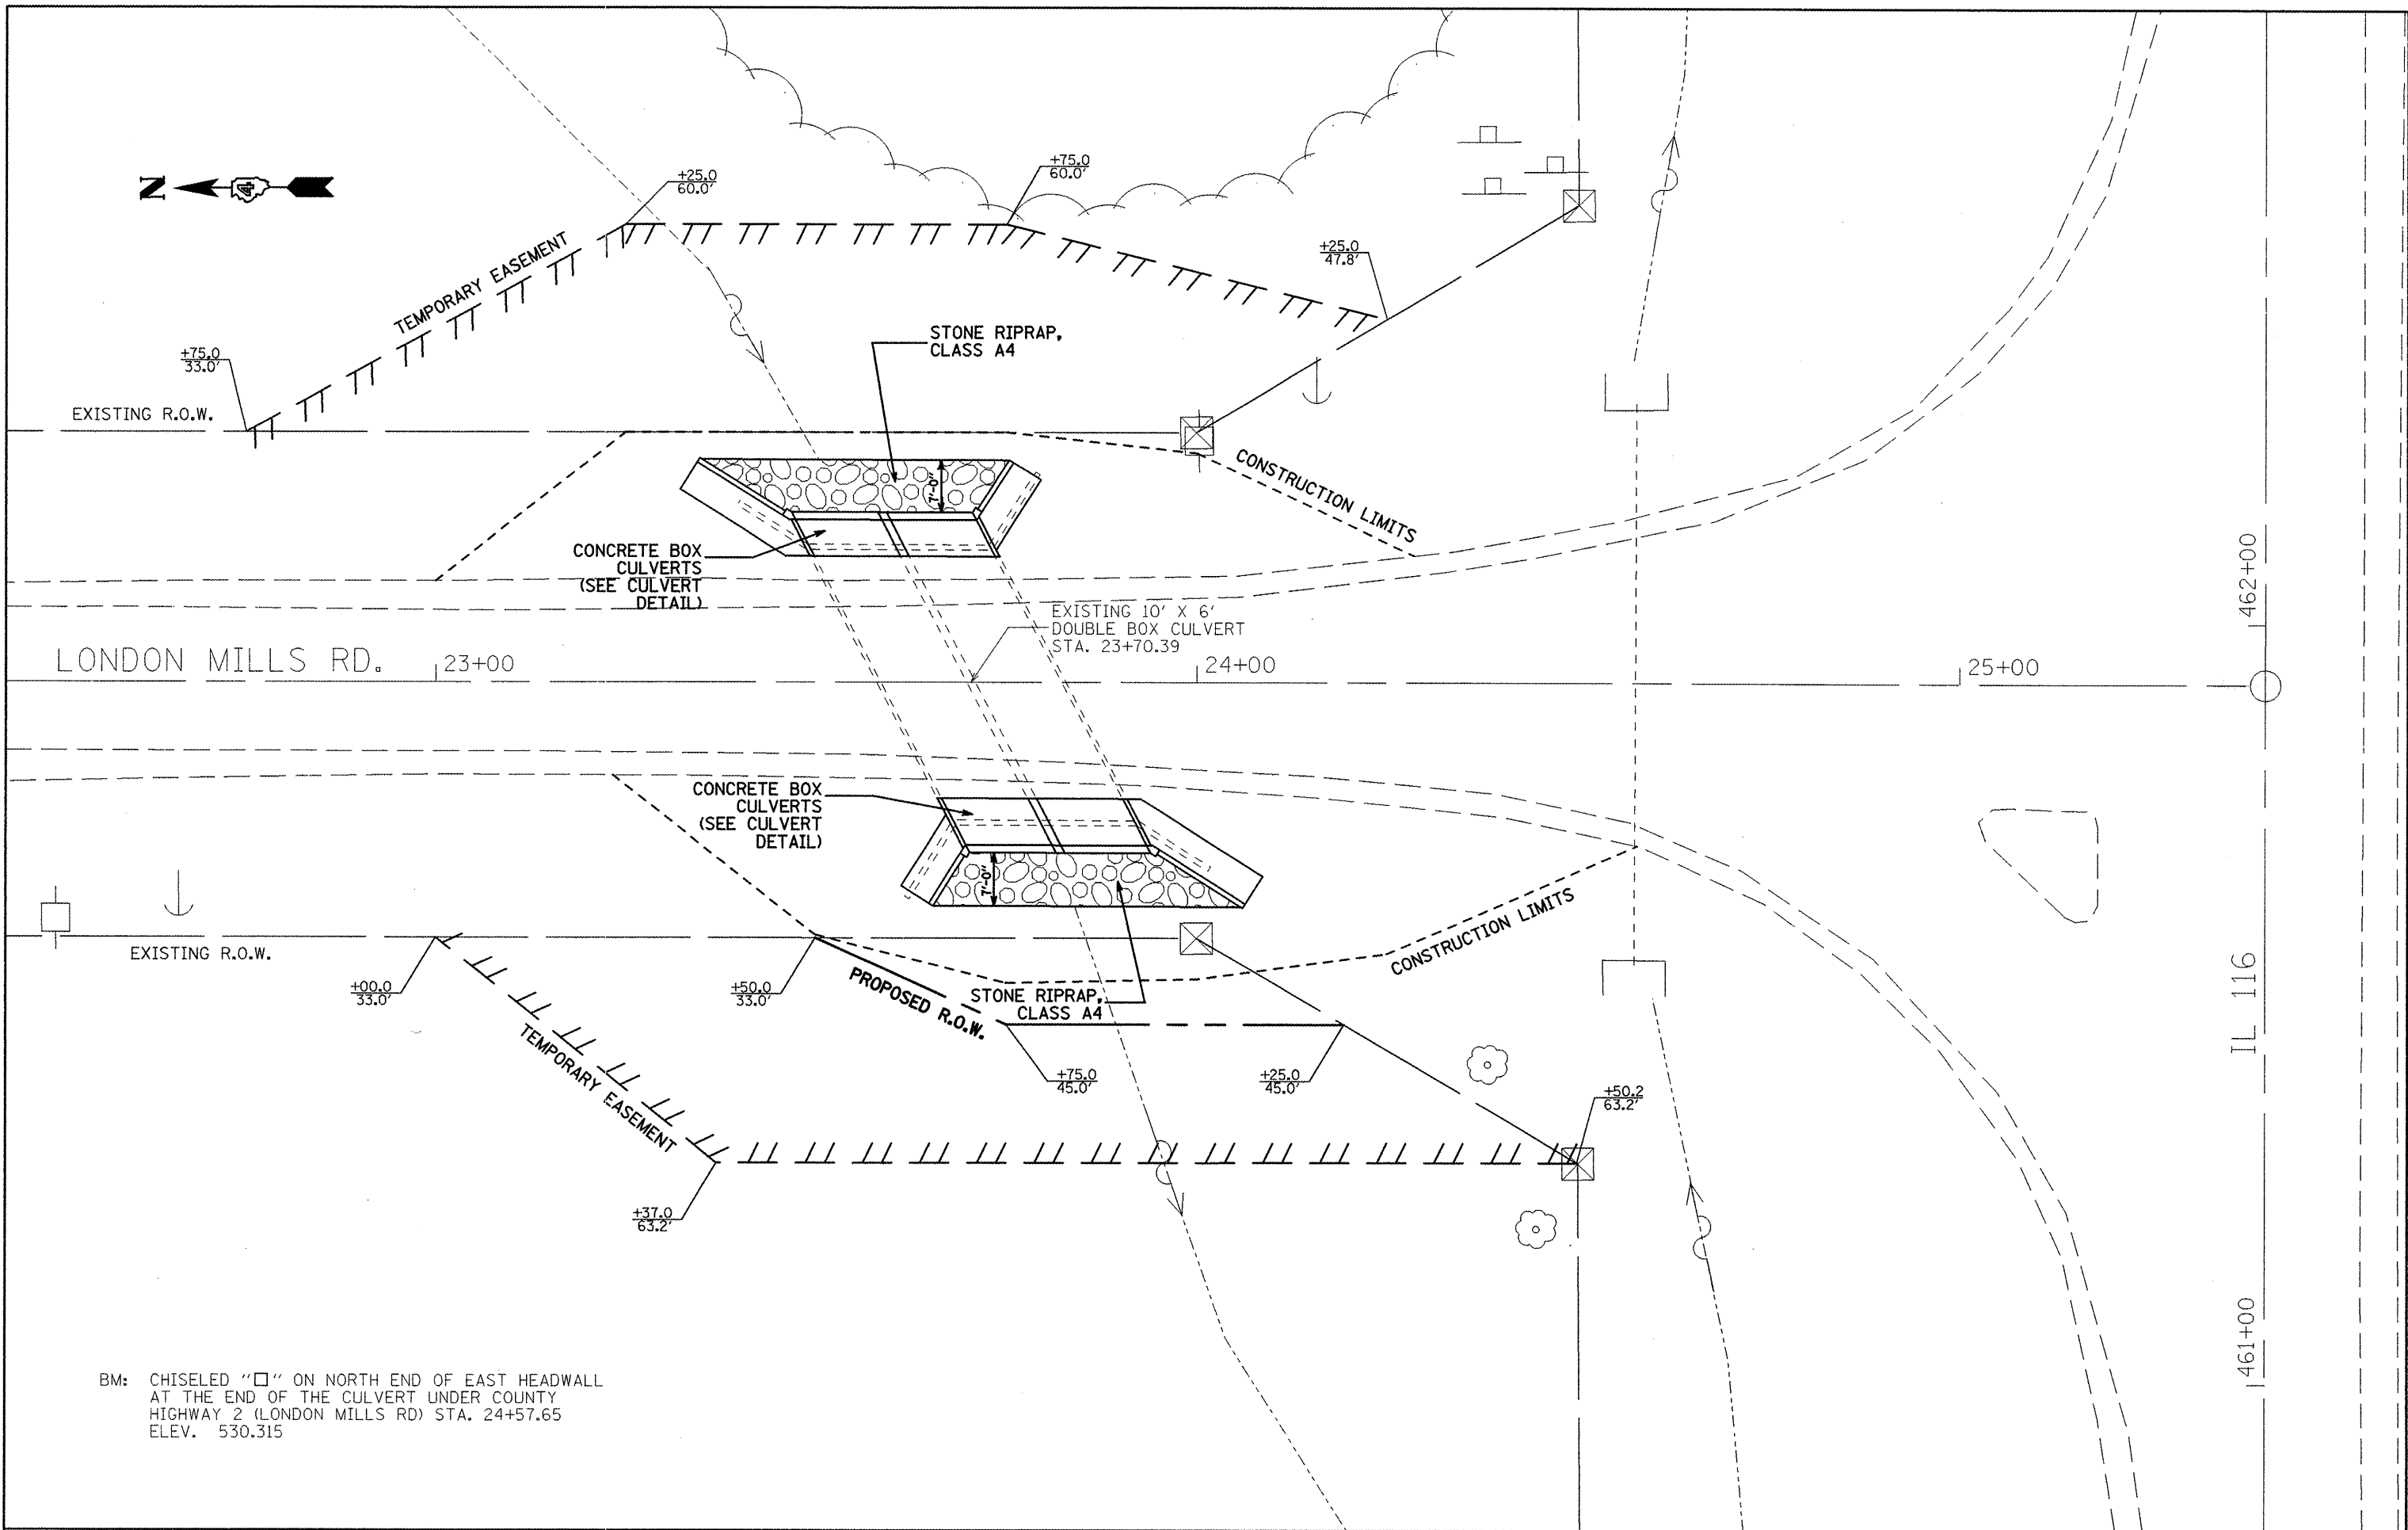 N
4
+25.0
60.0'
+75.0
60.0'
+25.0
47.8'
TEMPORARY EASEMENT
+75.0
33.0'
STONE RIPRAP,
CLASS A4
EXISTING R.O.W.
7'-0"
CONSTRUCTION LIMITS
CONCRETE BOX
CULVERTS
(SEE CULVERT
DETAIL)
EXISTING 10' X 6'
DOUBLE BOX CULVERT
STA. 23+70.39
462+00
LONDON MILLS RD.
23+00
24+00
25+00
CONCRETE BOX
CULVERTS
(SEE CULVERT
DETAIL)
7'-0"
CONSTRUCTION LIMITS
EXISTING R.O.W.
+00.0
33.0'
+50.0
33.0'
PROPOSED R.O.W.
STONE RIPRAP,
CLASS A4
IL 116
TEMPORARY EASEMENT
+75.0
45.0'
+25.0
45.0'
+50.2
63.2'
+37.0
63.2'
461+00
BM: CHISELED "□" ON NORTH END OF EAST HEADWALL
AT THE END OF THE CULVERT UNDER COUNTY
HIGHWAY 2 (LONDON MILLS RD) STA. 24+57.65
ELEV. 530.315